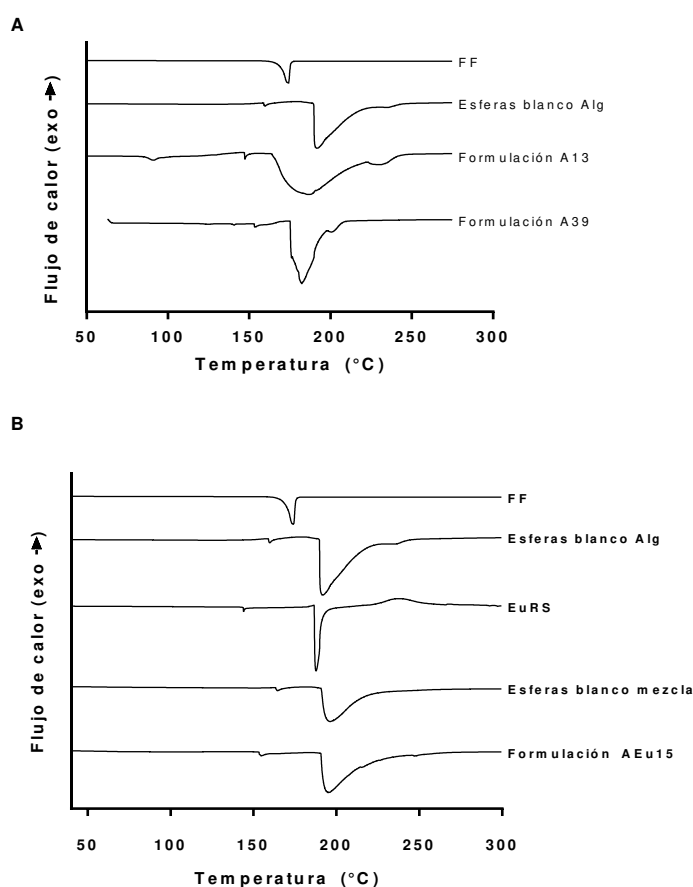 A
FF
Esferas blanco Alg
Formulación A13
Formulación A39
Flujo de calor (exo →)
50 100 150 200 250 300
Temperatura (°C)
B
FF
Esferas blanco Alg
EuRS
Esferas blanco mezcla
Formulación AEu15
Flujo de calor (exo →)
50 100 150 200 250 300
Temperatura (°C)